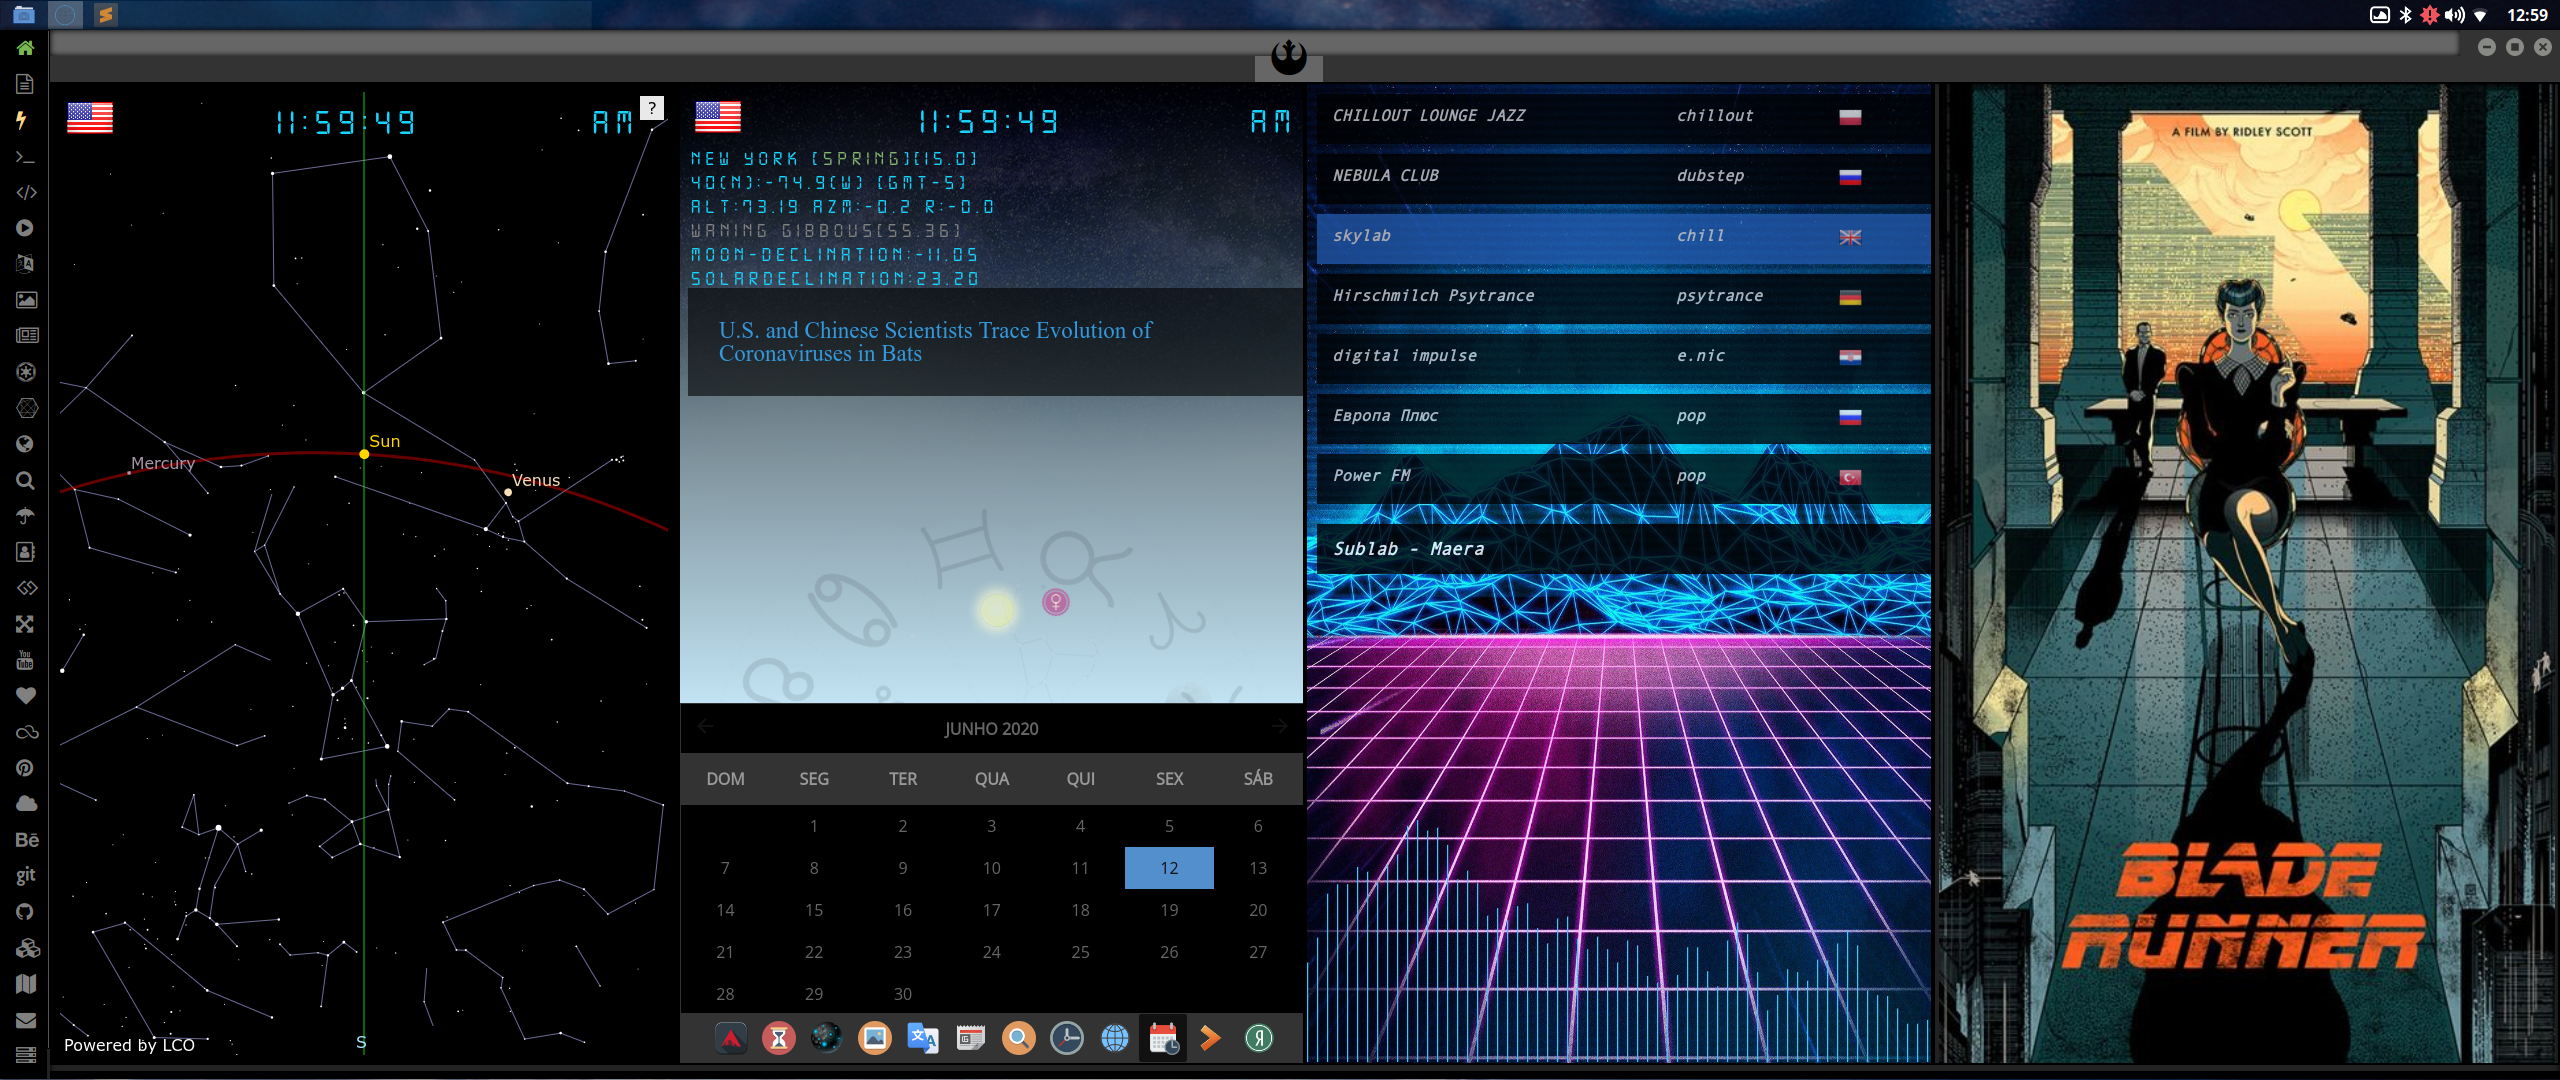 12:59
11:59:49 AM ?
Sun
Mercury
Venus
S
Powered by LCO
You
Tube
Bē
git
11:59:49 AM
NEW YORK [SPRING][15.0]
40(N):-74.9(W) [GMT-5]
ALT:73.19 AZM:-0.2 R:-0.0
WANING GIBBOUS[55.36]
MOON-DECLINATION:-11.05
SOLARDECLINATION:23.20
U.S. and Chinese Scientists Trace Evolution of
Coronaviruses in Bats
JUNHO 2020
DOM SEG TER QUA QUI SEX SÁB
1 2 3 4 5 6
7 8 9 10 11 12 13
14 15 16 17 18 19 20
21 22 23 24 25 26 27
28 29 30
CHILLOUT LOUNGE JAZZ chillout
NEBULA CLUB dubstep
skylab chill
Hirschmilch Psytrance psytrance
digital impulse e.nic
Европа Плюс pop
Power FM pop
Sublab - Maera
A FILM BY RIDLEY SCOTT
BLADE
RUNNER